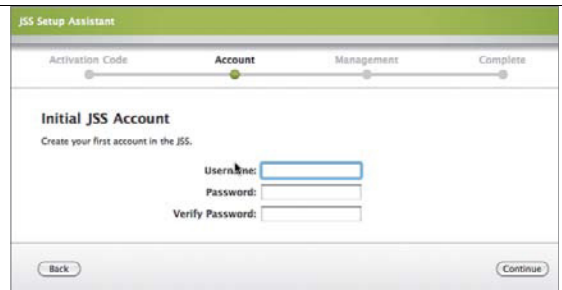 JSS Setup Assistant
Activation Code Account Management Complete
Initial JSS Account
Create your first account in the JSS.
Username:
Password:
Verify Password:
Back Continue